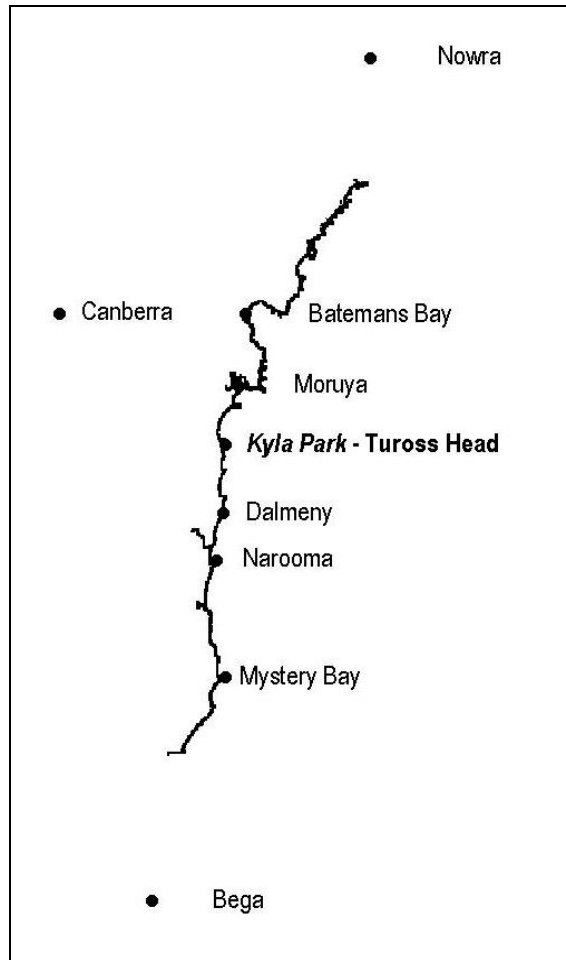 Nowra
Canberra
Batemans Bay
Moruya
Kyla Park - Tuross Head
Dalmeny
Narooma
Mystery Bay
Bega